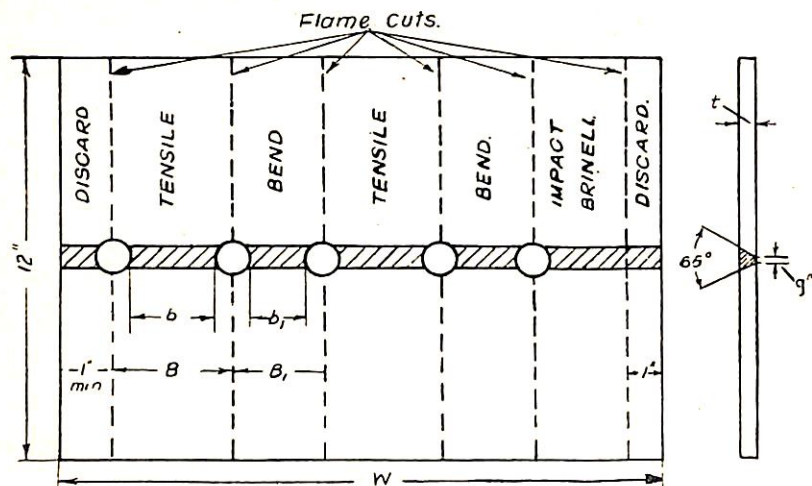 Flame Cuts.
DISCARD
TENSILE
BEND
TENSILE
BEND.
IMPACT
BRINELL.
DISCARD.
t
12"
65°
g"
b
b₁
1"
min
B
B₁
1"
W